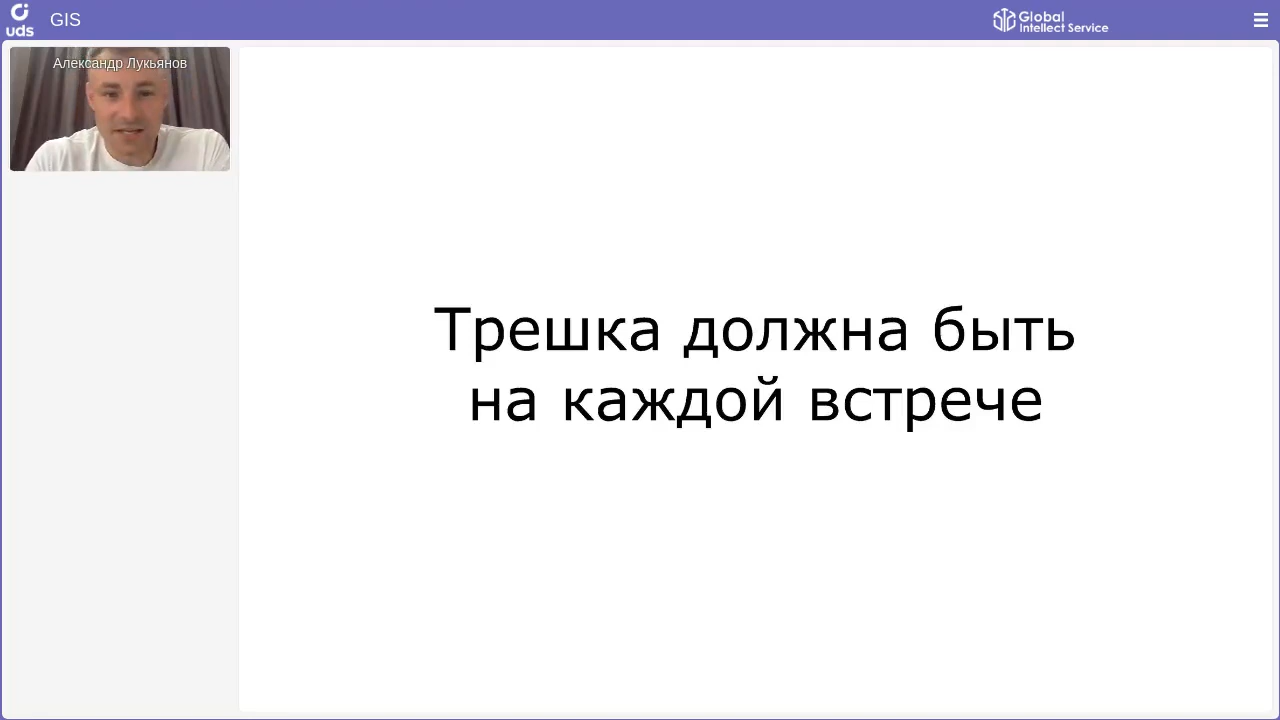 uds
GIS
Global
Intellect Service
Александр Лукьянов
Трешка должна быть
на каждой встрече